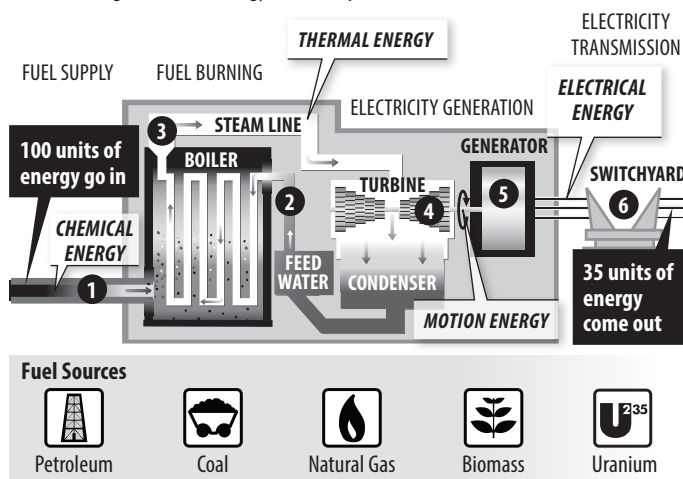 ELECTRICITY
TRANSMISSION
THERMAL ENERGY
FUEL SUPPLY
FUEL BURNING
ELECTRICAL
ENERGY
ELECTRICITY GENERATION
3
STEAM LINE
GENERATOR
100 units of
energy go in
BOILER
SWITCHYARD
TURBINE
2
4
5
6
CHEMICAL
ENERGY
FEED
WATER
CONDENSER
1
35 units of
energy
come out
MOTION ENERGY
Fuel Sources
U235
Petroleum
Coal
Natural Gas
Biomass
Uranium